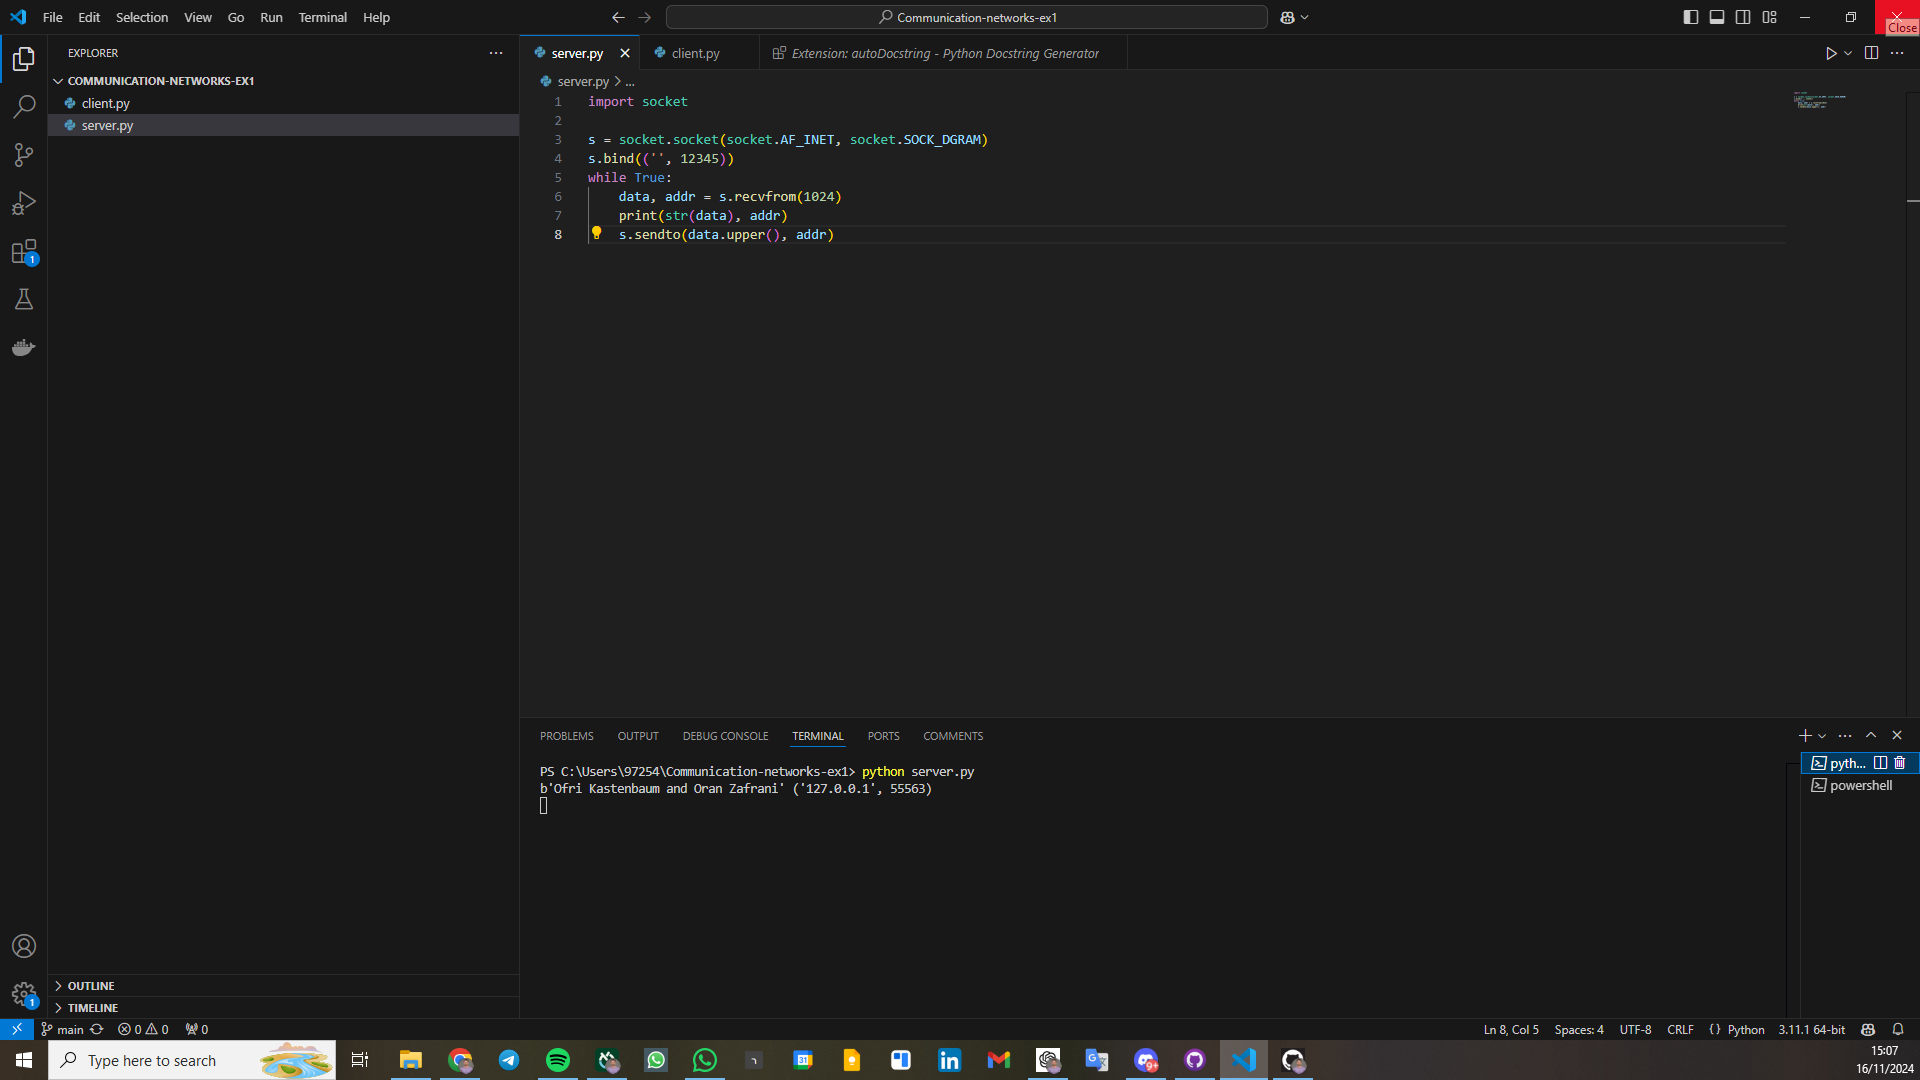 File Edit Selection View Go Run Terminal Help
Communication-networks-ex1
Close
EXPLORER
server.py
client.py
Extension: autoDocstring - Python Docstring Generator
COMMUNICATION-NETWORKS-EX1
client.py
server.py
server.py > ...
1 import socket
2
3 s = socket.socket(socket.AF_INET, socket.SOCK_DGRAM)
4 s.bind(('', 12345))
5 while True:
6 data, addr = s.recvfrom(1024)
7 print(str(data), addr)
8 s.sendto(data.upper(), addr)
1
PROBLEMS OUTPUT DEBUG CONSOLE TERMINAL PORTS COMMENTS
PS C:\Users\97254\Communication-networks-ex1> python server.py
b'Ofri Kastenbaum and Oran Zafrani' ('127.0.0.1', 55563)
pyth...
powershell
1
OUTLINE
TIMELINE
main 0 0 0
Ln 8, Col 5 Spaces: 4 UTF-8 CRLF {} Python 3.11.1 64-bit
Type here to search
31
9+
15:07
16/11/2024